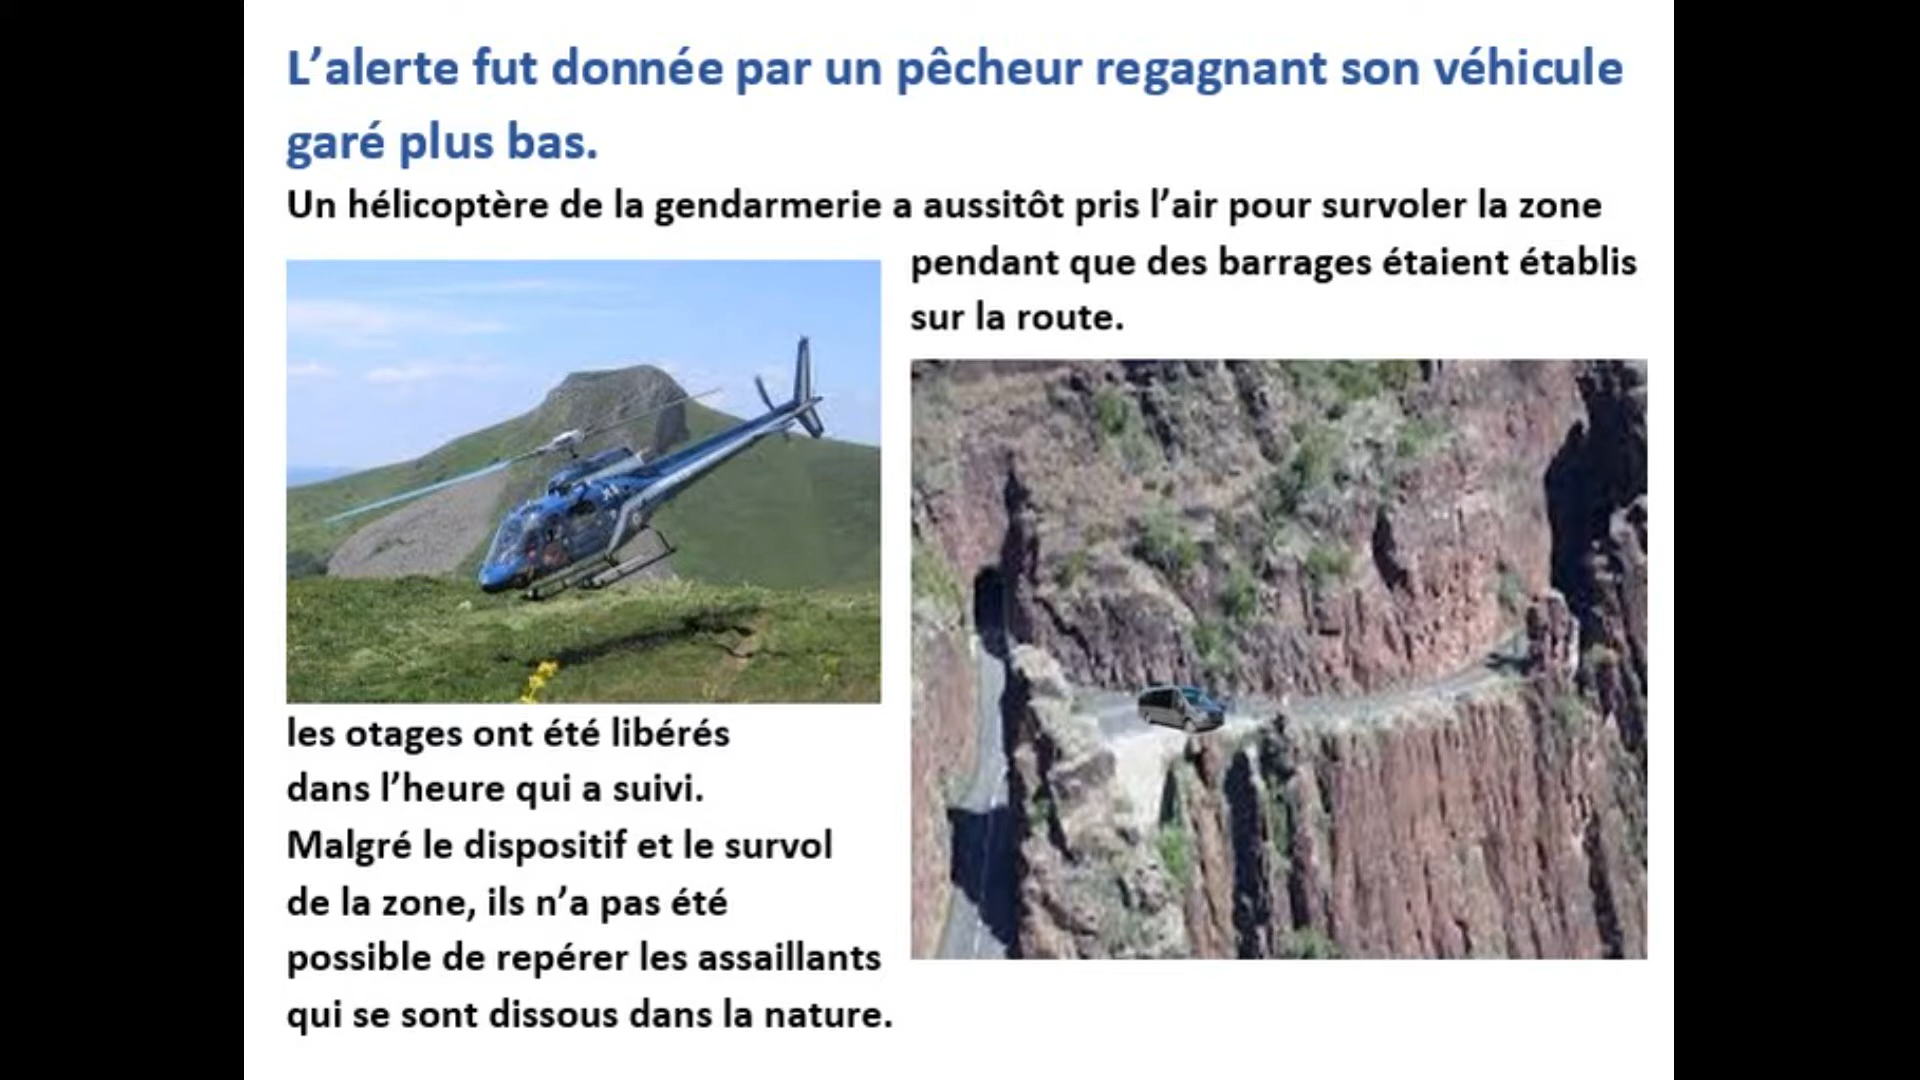 L’alerte fut donnée par un pêcheur regagnant son véhicule
garé plus bas.
Un hélicoptère de la gendarmerie a aussitôt pris l’air pour survoler la zone
pendant que des barrages étaient établis
sur la route.
les otages ont été libérés
dans l’heure qui a suivi.
Malgré le dispositif et le survol
de la zone, ils n’a pas été
possible de repérer les assaillants
qui se sont dissous dans la nature.